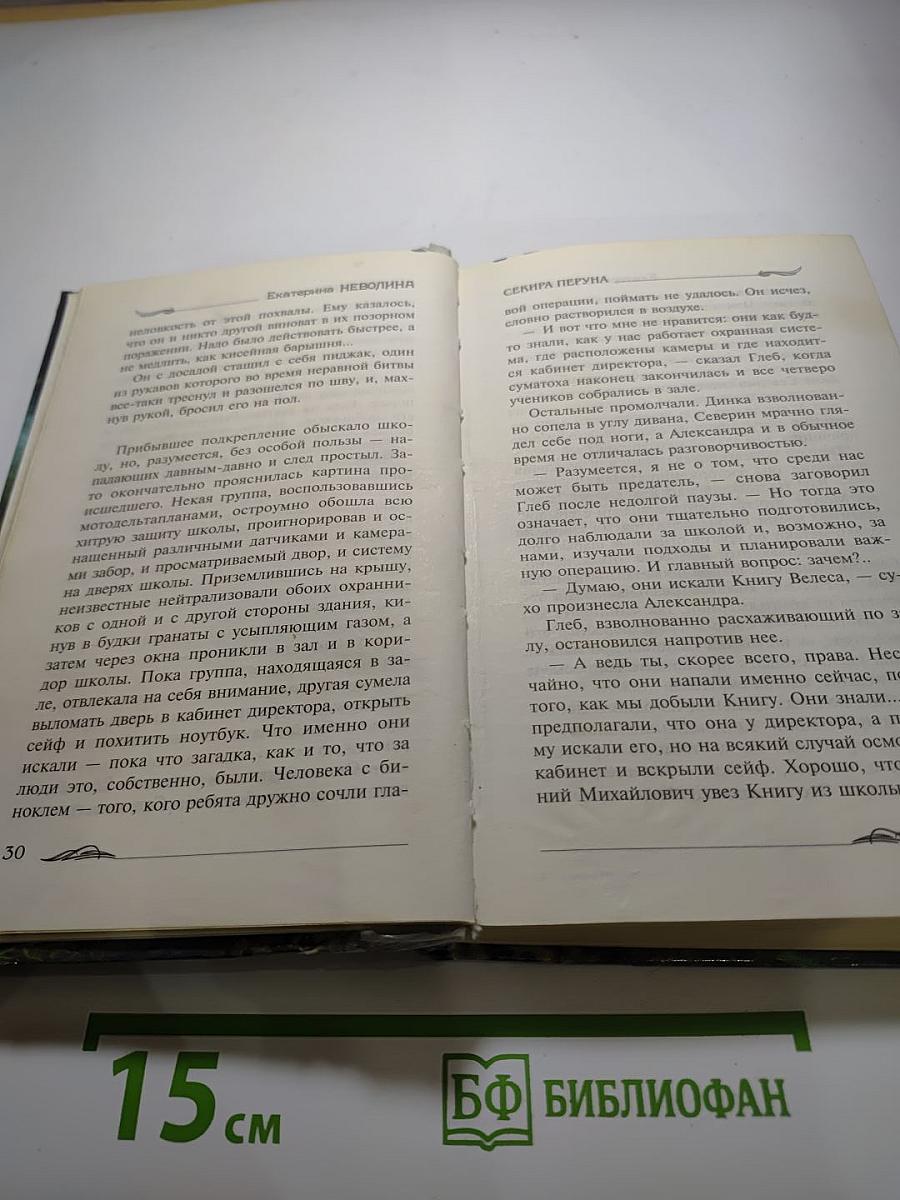 Екатерина НЕВОЛИНА
неловкость от этой похвалы. Ему казалось,
что он и никто другой виноват в их позорном
поражении. Надо было действовать быстрее, а
не медлить, как кисейная барышня...
Он с досадой стащил с себя пиджак, один
из рукавов которого во время неравной битвы
все-таки треснул и разошелся по шву, и, мах-
нув рукой, бросил его на пол.
Прибывшее подкрепление обыскало шко-
лу, но, разумеется, без особой пользы — на-
падающих давным-давно и след простыл. За-
то окончательно прояснилась картина про-
исшедшего. Некая группа, воспользовавшись
мотодельтапланами, остроумно обошла всю
хитрую защиту школы, проигнорировав и ос-
нащенный различными датчиками и камера-
ми забор, и просматриваемый двор, и систему
на дверях школы. Приземлившись на крышу,
неизвестные нейтрализовали обоих охранни-
ков с одной и с другой стороны здания, ки-
нув в будки гранаты с усыпляющим газом, а
затем через окна проникли в зал и в кори-
дор школы. Пока группа, находящаяся в за-
ле, отвлекала на себя внимание, другая сумела
выломать дверь в кабинет директора, открыть
сейф и похитить ноутбук. Что именно они
искали — пока что загадка, как и то, что за
люди это, собственно, были. Человека с би-
ноклем — того, кого ребята дружно сочли гла-
30
СЕКИРА ПЕРУНА
вой операции, поймать не удалось. Он исчез,
словно растворился в воздухе.
— И вот что мне не нравится: они как буд-
то знали, как у нас работает охранная систе-
ма, где расположены камеры и где находит-
ся кабинет директора, — сказал Глеб, когда
суматоха наконец закончилась и все четверо
учеников собрались в зале.
Остальные промолчали. Динка взволнован-
но сопела в углу дивана, Северин мрачно гля-
дел себе под ноги, а Александра и в обычное
время не отличалась разговорчивостью.
— Разумеется, я не о том, что среди нас
может быть предатель, — снова заговорил
Глеб после недолгой паузы. — Но тогда это
означает, что они тщательно подготовились,
долго наблюдали за школой и, возможно, за
нами, изучали подходы и планировали важ-
ную операцию. И главный вопрос: зачем?..
— Думаю, они искали Книгу Велеса, — су-
хо произнесла Александра.
Глеб, взволнованно расхаживающий по з
лу, остановился напротив нее.
— А ведь ты, скорее всего, права. Нес
чайно, что они напали именно сейчас, по
того, как мы добыли Книгу. Они знали...
предполагали, что она у директора, а п
му искали его, но на всякий случай осмо
кабинет и вскрыли сейф. Хорошо, что
ний Михайлович увез Книгу из школы
15 см
БФ БИБЛИОФАН